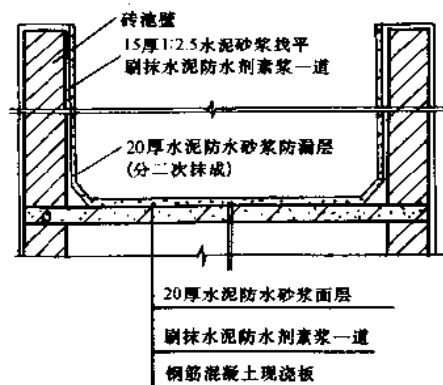 砖池壁
15厚1:2.5水泥砂浆找平
刷抹水泥防水剂素浆一道
20厚水泥防水砂浆防漏层
(分二次抹成)
20厚水泥防水砂浆面层
刷抹水泥防水剂素浆一道
钢筋混凝土现浇板